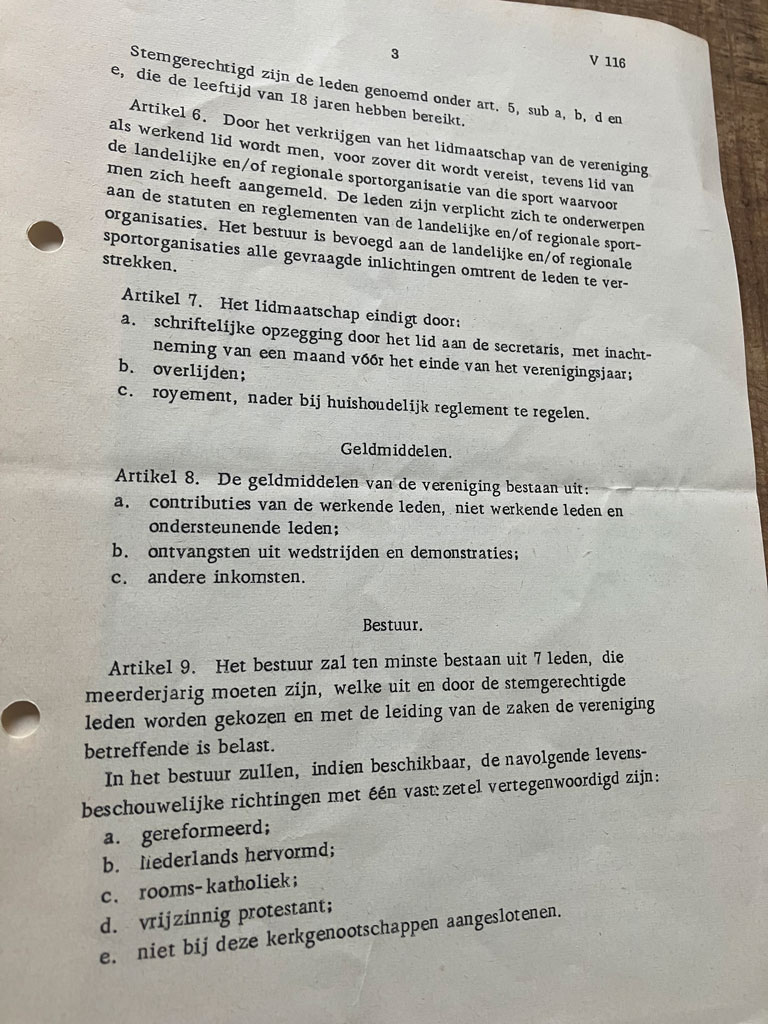 3
V 116
Stemgerechtigd zijn de leden genoemd onder art. 5, sub a, b, d en
e, die de leeftijd van 18 jaren hebben bereikt.
Artikel 6. Door het verkrijgen van het lidmaatschap van de vereniging
als werkend lid wordt men, voor zover dit wordt vereist, tevens lid van
de landelijke en/of regionale sportorganisatie van die sport waarvoor
men zich heeft aangemeld. De leden zijn verplicht zich te onderwerpen
aan de statuten en reglementen van de landelijke en/of regionale sport-
organisaties. Het bestuur is bevoegd aan de landelijke en/of regionale
sportorganisaties alle gevraagde inlichtingen omtrent de leden te ver-
strekken.
Artikel 7. Het lidmaatschap eindigt door:
a. schriftelijke opzegging door het lid aan de secretaris, met inacht-
neming van een maand vóór het einde van het verenigingsjaar;
b. overlijden;
c. royement, nader bij huishoudelijk reglement te regelen.
Geldmiddelen.
Artikel 8. De geldmiddelen van de vereniging bestaan uit:
a. contributies van de werkende leden, niet werkende leden en
ondersteunende leden;
b. ontvangsten uit wedstrijden en demonstraties;
c. andere inkomsten.
Bestuur.
Artikel 9. Het bestuur zal ten minste bestaan uit 7 leden, die
meerderjarig moeten zijn, welke uit en door de stemgerechtigde
leden worden gekozen en met de leiding van de zaken de vereniging
betreffende is belast.
In het bestuur zullen, indien beschikbaar, de navolgende levens-
beschouwelijke richtingen met één vast: zetel vertegenwoordigd zijn:
a. gereformeerd;
b. Nederlands hervormd;
c. rooms-katholiek;
d. vrijzinnig protestant;
e. niet bij deze kerkgenootschappen aangeslotenen.